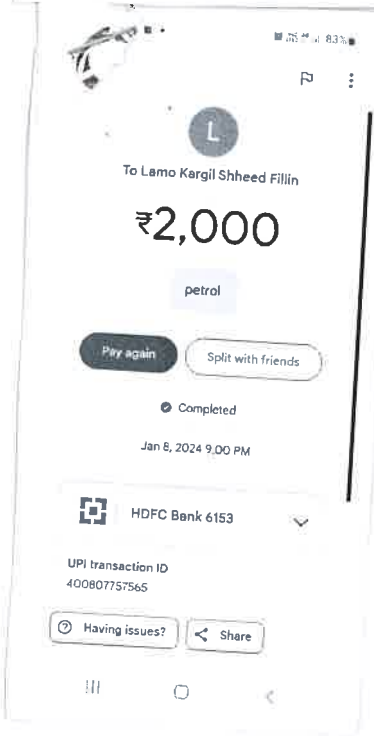 83%
L
To Lamo Kargil Shheed Fillin
₹2,000
petrol
Pay again
Split with friends
Completed
Jan 8, 2024 9:00 PM
HDFC Bank 6153
UPI transaction ID
400807757565
Having issues?
Share